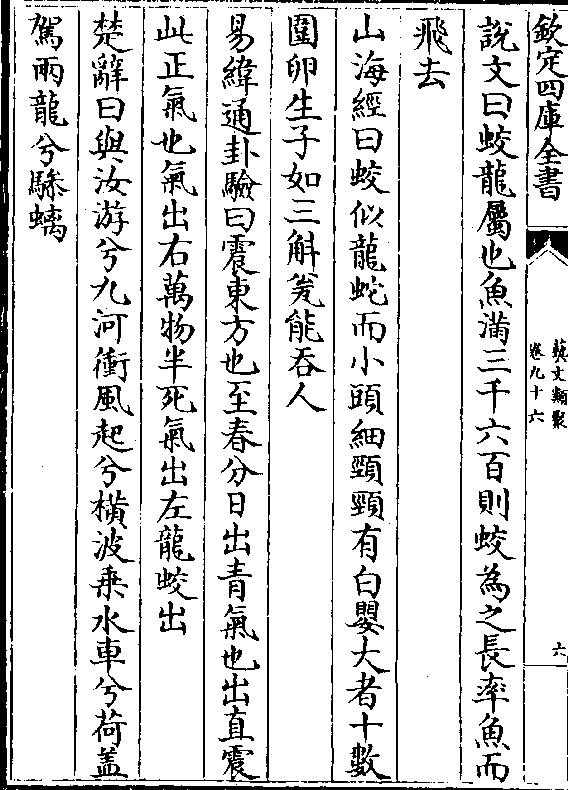 欽定四庫全書
藝文類聚
卷九十六
六
說文曰蛟龍屬也魚滿三千六百則蛟為之長率魚而
飛去
山海經曰蛟似龍蛇而小頭細頸頸有白嬰大者十數
圍卵生子如三斛瓮能吞人
易緯通卦驗曰震東方也至春分日出青氣也出直震
此正氣也氣出右萬物半死氣出左龍蛟出
楚辭曰與汝游兮九河衝風起兮橫波乗水車兮荷盖
駕兩龍兮驂螭